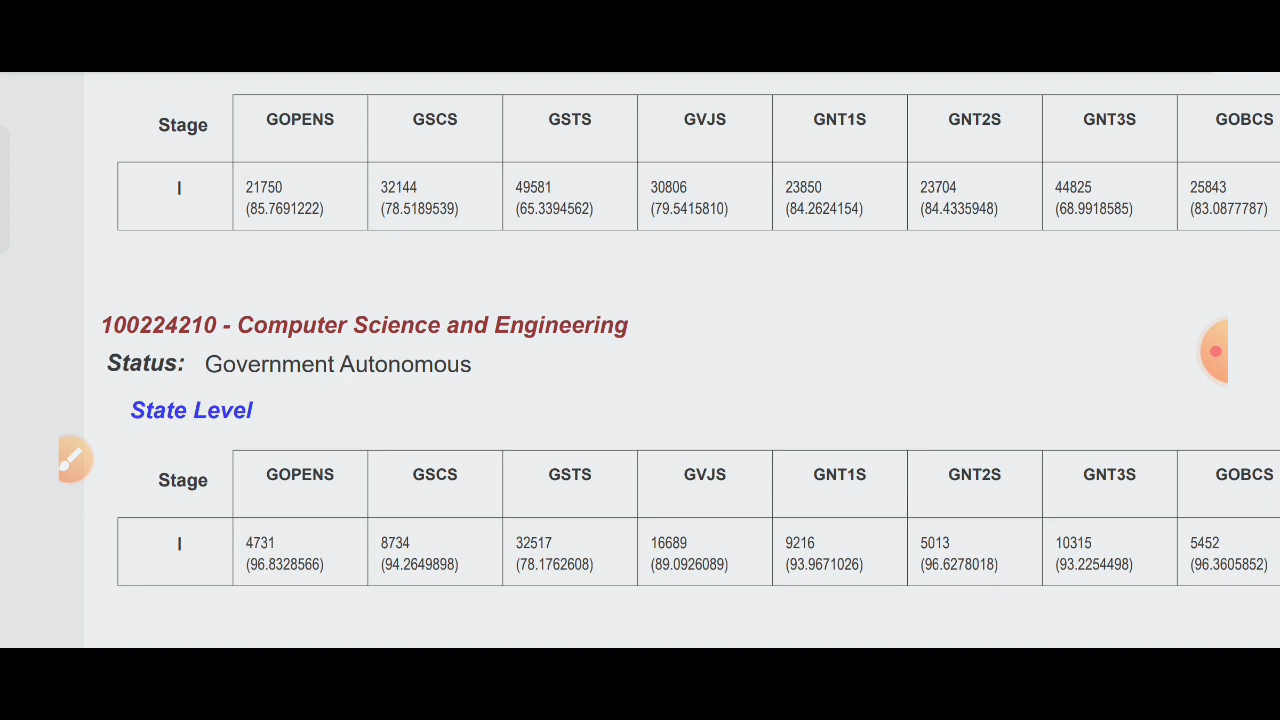 Stage GOPENS GSCS GSTS GVJS GNT1S GNT2S GNT3S GOBCS
I 21750 32144 49581 30806 23850 23704 44825 25843
(85.7691222) (78.5189539) (65.3394562) (79.5415810) (84.2624154) (84.4335948) (68.9918585) (83.0877787)
100224210 - Computer Science and Engineering
Status: Government Autonomous
State Level
Stage GOPENS GSCS GSTS GVJS GNT1S GNT2S GNT3S GOBCS
I 4731 8734 32517 16689 9216 5013 10315 5452
(96.8328566) (94.2649898) (78.1762608) (89.0926089) (93.9671026) (96.6278018) (93.2254498) (96.3605852)